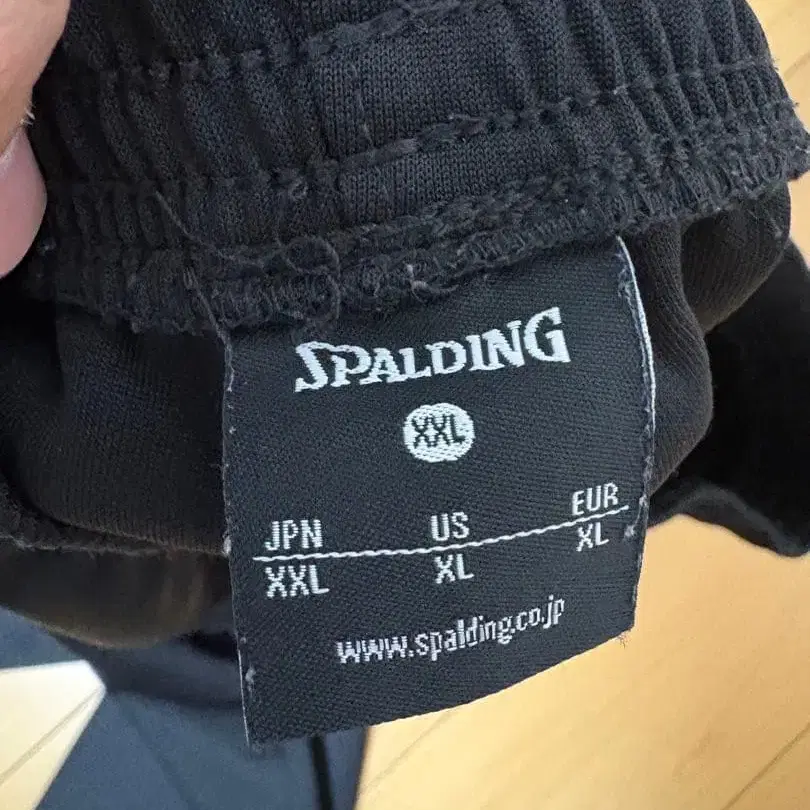 SPALDING
XXL
JPN US EUR
XXL XL XL
www.spalding.co.jp